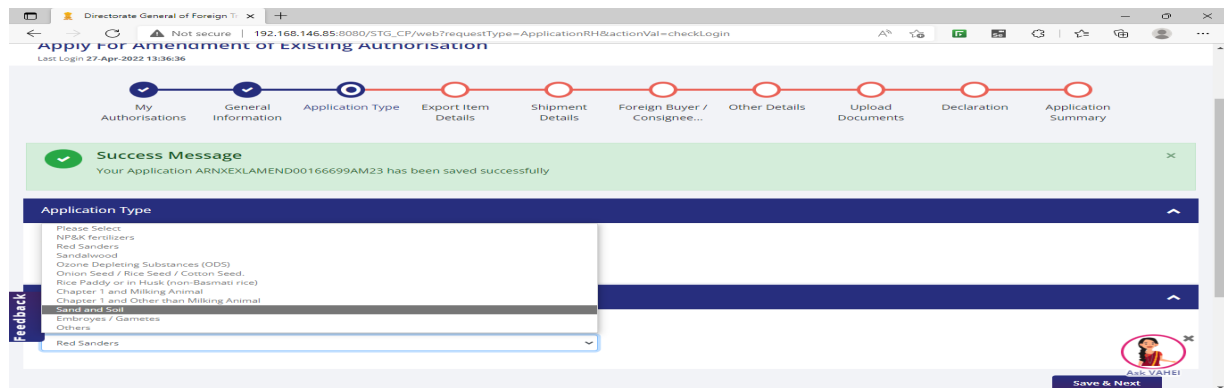 Directorate General of Foreign Tr
Not secure | 192.168.146.85:8080/STG_CP/web?requestType=ApplicationRH&actionVal=checkLogin
Apply For Amendment of Existing Authorisation
Last Login 27-Apr-2022 13:36:36
My Authorisations
General Information
Application Type
Export Item Details
Shipment Details
Foreign Buyer / Consignee...
Other Details
Upload Documents
Declaration
Application Summary
Success Message
Your Application ARNXEXLAMEND00166699AM23 has been saved successfully
Application Type
Please Select
NP&K fertilizers
Red Sanders
Sandalwood
Ozone Depleting Substances (ODS)
Onion Seed / Rice Seed / Cotton Seed.
Rice Paddy or in Husk (non-Basmati rice)
Chapter 1 and Milking Animal
Chapter 1 and Other than Milking Animal
Sand and Soil
Embroyes / Gametes
Others
Red Sanders
Feedback
Ask VAHEI
Save & Next